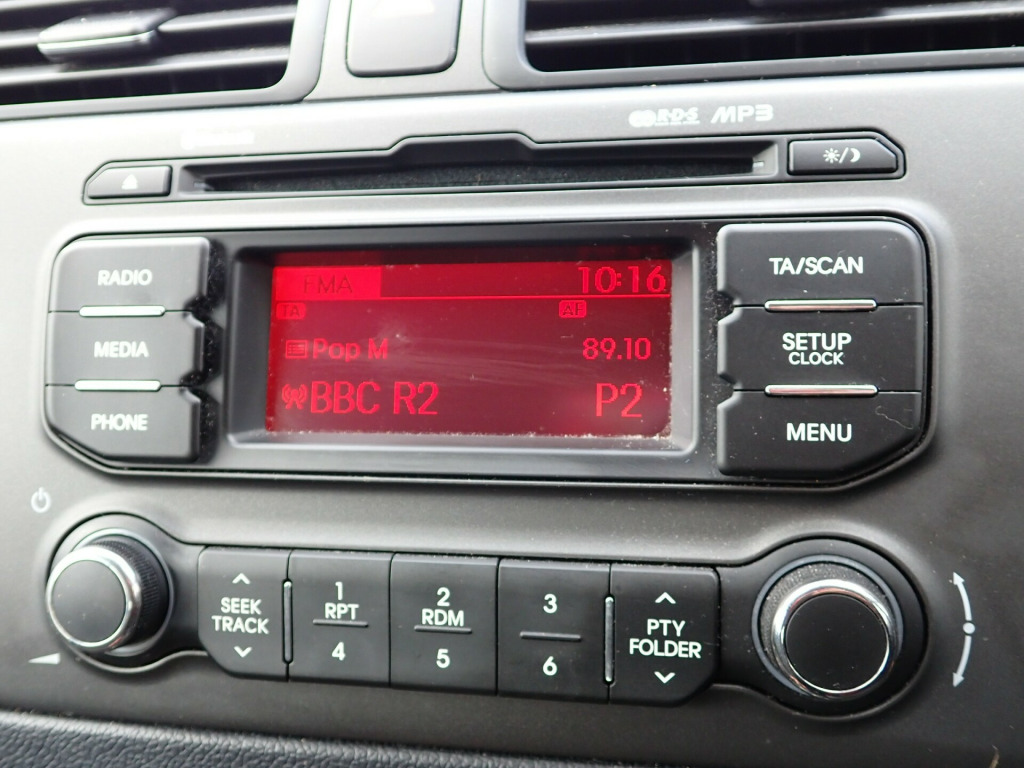 R·D·S MP3
RADIO
MEDIA
PHONE
FMA 10:16
TA AF
Pop M 89.10
BBC R2 P2
TA/SCAN
SETUP
CLOCK
MENU
SEEK
TRACK
1
RPT
4
2
RDM
5
3
6
PTY
FOLDER